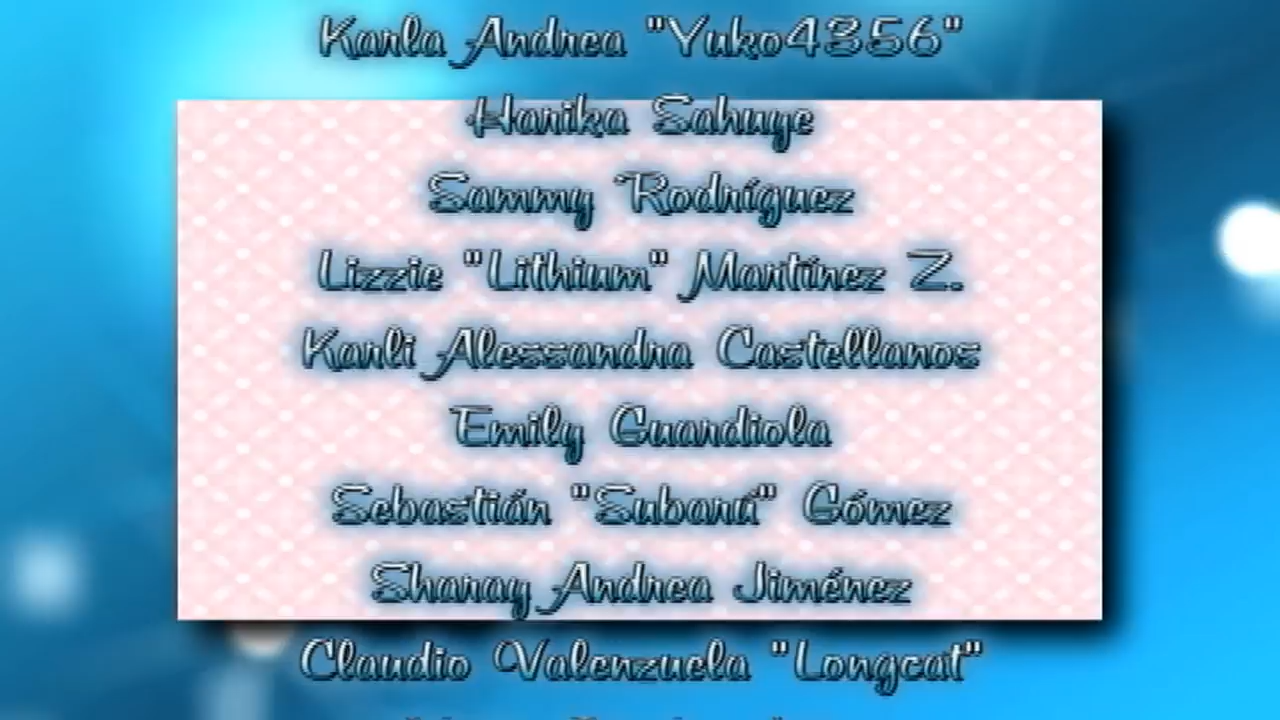 Karla Andrea "Yuko4356"
Hanika Sahuye
Sammy Rodríguez
Lizzie "Lithium" Martínez Z.
Karli Alessandra Castellanos
Emily Guardiola
Sebastián "Subarú" Gómez
Sharay Andrea Jiménez
Claudio Valenzuela "Longcat"